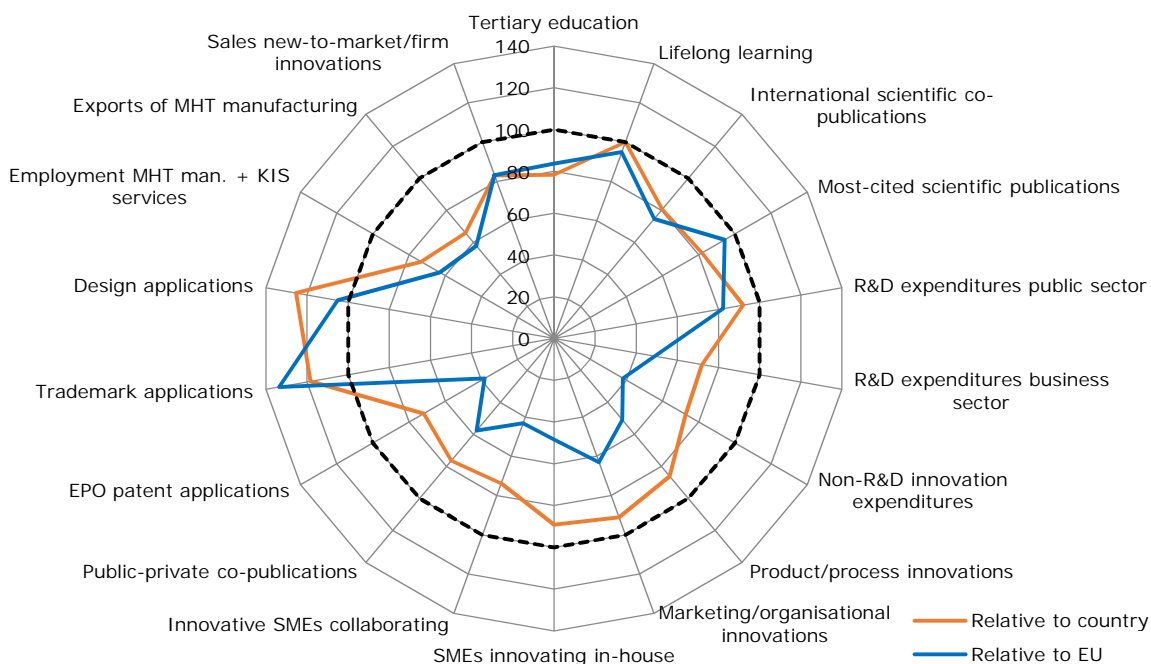 Tertiary education
Lifelong learning
International scientific co-
publications
Most-cited scientific publications
R&D expenditures public sector
R&D expenditures business
sector
Non-R&D innovation
expenditures
Product/process innovations
Marketing/organisational
innovations
SMEs innovating in-house
Innovative SMEs collaborating
Public-private co-publications
EPO patent applications
Trademark applications
Design applications
Employment MHT man. + KIS
services
Exports of MHT manufacturing
Sales new-to-market/firm
innovations
140
120
100
80
60
40
20
0
Relative to country
Relative to EU